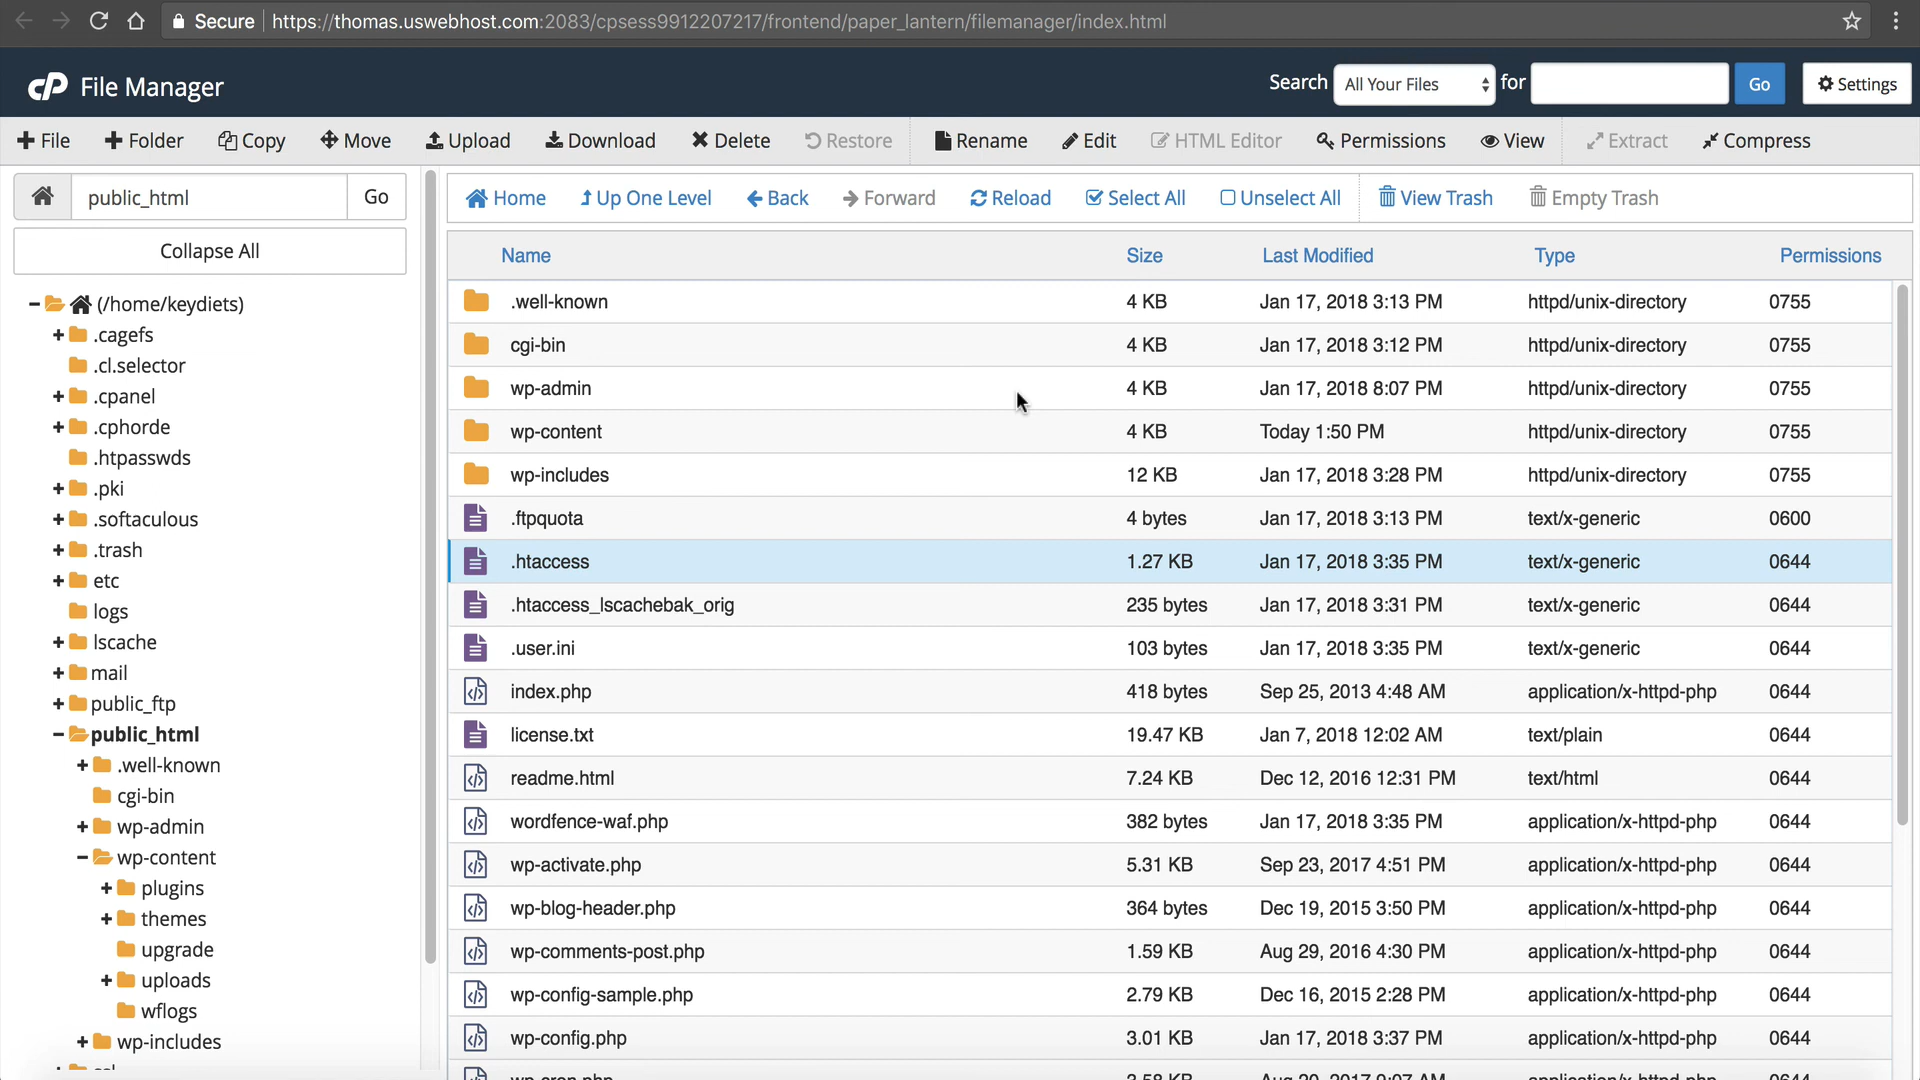 Secure https://thomas.uswebhost.com:2083/cpsess9912207217/frontend/paper_lantern/filemanager/index.html
cP File Manager
Search All Your Files for Go Settings
File Folder Copy Move Upload Download Delete Restore Rename Edit HTML Editor Permissions View Extract Compress
public_html Go
Collapse All
(/home/keydiets)
.cagefs
.cl.selector
.cpanel
.cphorde
.htpasswds
.pki
.softaculous
.trash
etc
logs
lscache
mail
public_ftp
public_html
.well-known
cgi-bin
wp-admin
wp-content
plugins
themes
upgrade
uploads
wflogs
wp-includes
Home Up One Level Back Forward Reload Select All Unselect All View Trash Empty Trash
Name Size Last Modified Type Permissions
.well-known 4 KB Jan 17, 2018 3:13 PM httpd/unix-directory 0755
cgi-bin 4 KB Jan 17, 2018 3:12 PM httpd/unix-directory 0755
wp-admin 4 KB Jan 17, 2018 8:07 PM httpd/unix-directory 0755
wp-content 4 KB Today 1:50 PM httpd/unix-directory 0755
wp-includes 12 KB Jan 17, 2018 3:28 PM httpd/unix-directory 0755
.ftpquota 4 bytes Jan 17, 2018 3:13 PM text/x-generic 0600
.htaccess 1.27 KB Jan 17, 2018 3:35 PM text/x-generic 0644
.htaccess_lscachebak_orig 235 bytes Jan 17, 2018 3:31 PM text/x-generic 0644
.user.ini 103 bytes Jan 17, 2018 3:35 PM text/x-generic 0644
index.php 418 bytes Sep 25, 2013 4:48 AM application/x-httpd-php 0644
license.txt 19.47 KB Jan 7, 2018 12:02 AM text/plain 0644
readme.html 7.24 KB Dec 12, 2016 12:31 PM text/html 0644
wordfence-waf.php 382 bytes Jan 17, 2018 3:35 PM application/x-httpd-php 0644
wp-activate.php 5.31 KB Sep 23, 2017 4:51 PM application/x-httpd-php 0644
wp-blog-header.php 364 bytes Dec 19, 2015 3:50 PM application/x-httpd-php 0644
wp-comments-post.php 1.59 KB Aug 29, 2016 4:30 PM application/x-httpd-php 0644
wp-config-sample.php 2.79 KB Dec 16, 2015 2:28 PM application/x-httpd-php 0644
wp-config.php 3.01 KB Jan 17, 2018 3:37 PM application/x-httpd-php 0644